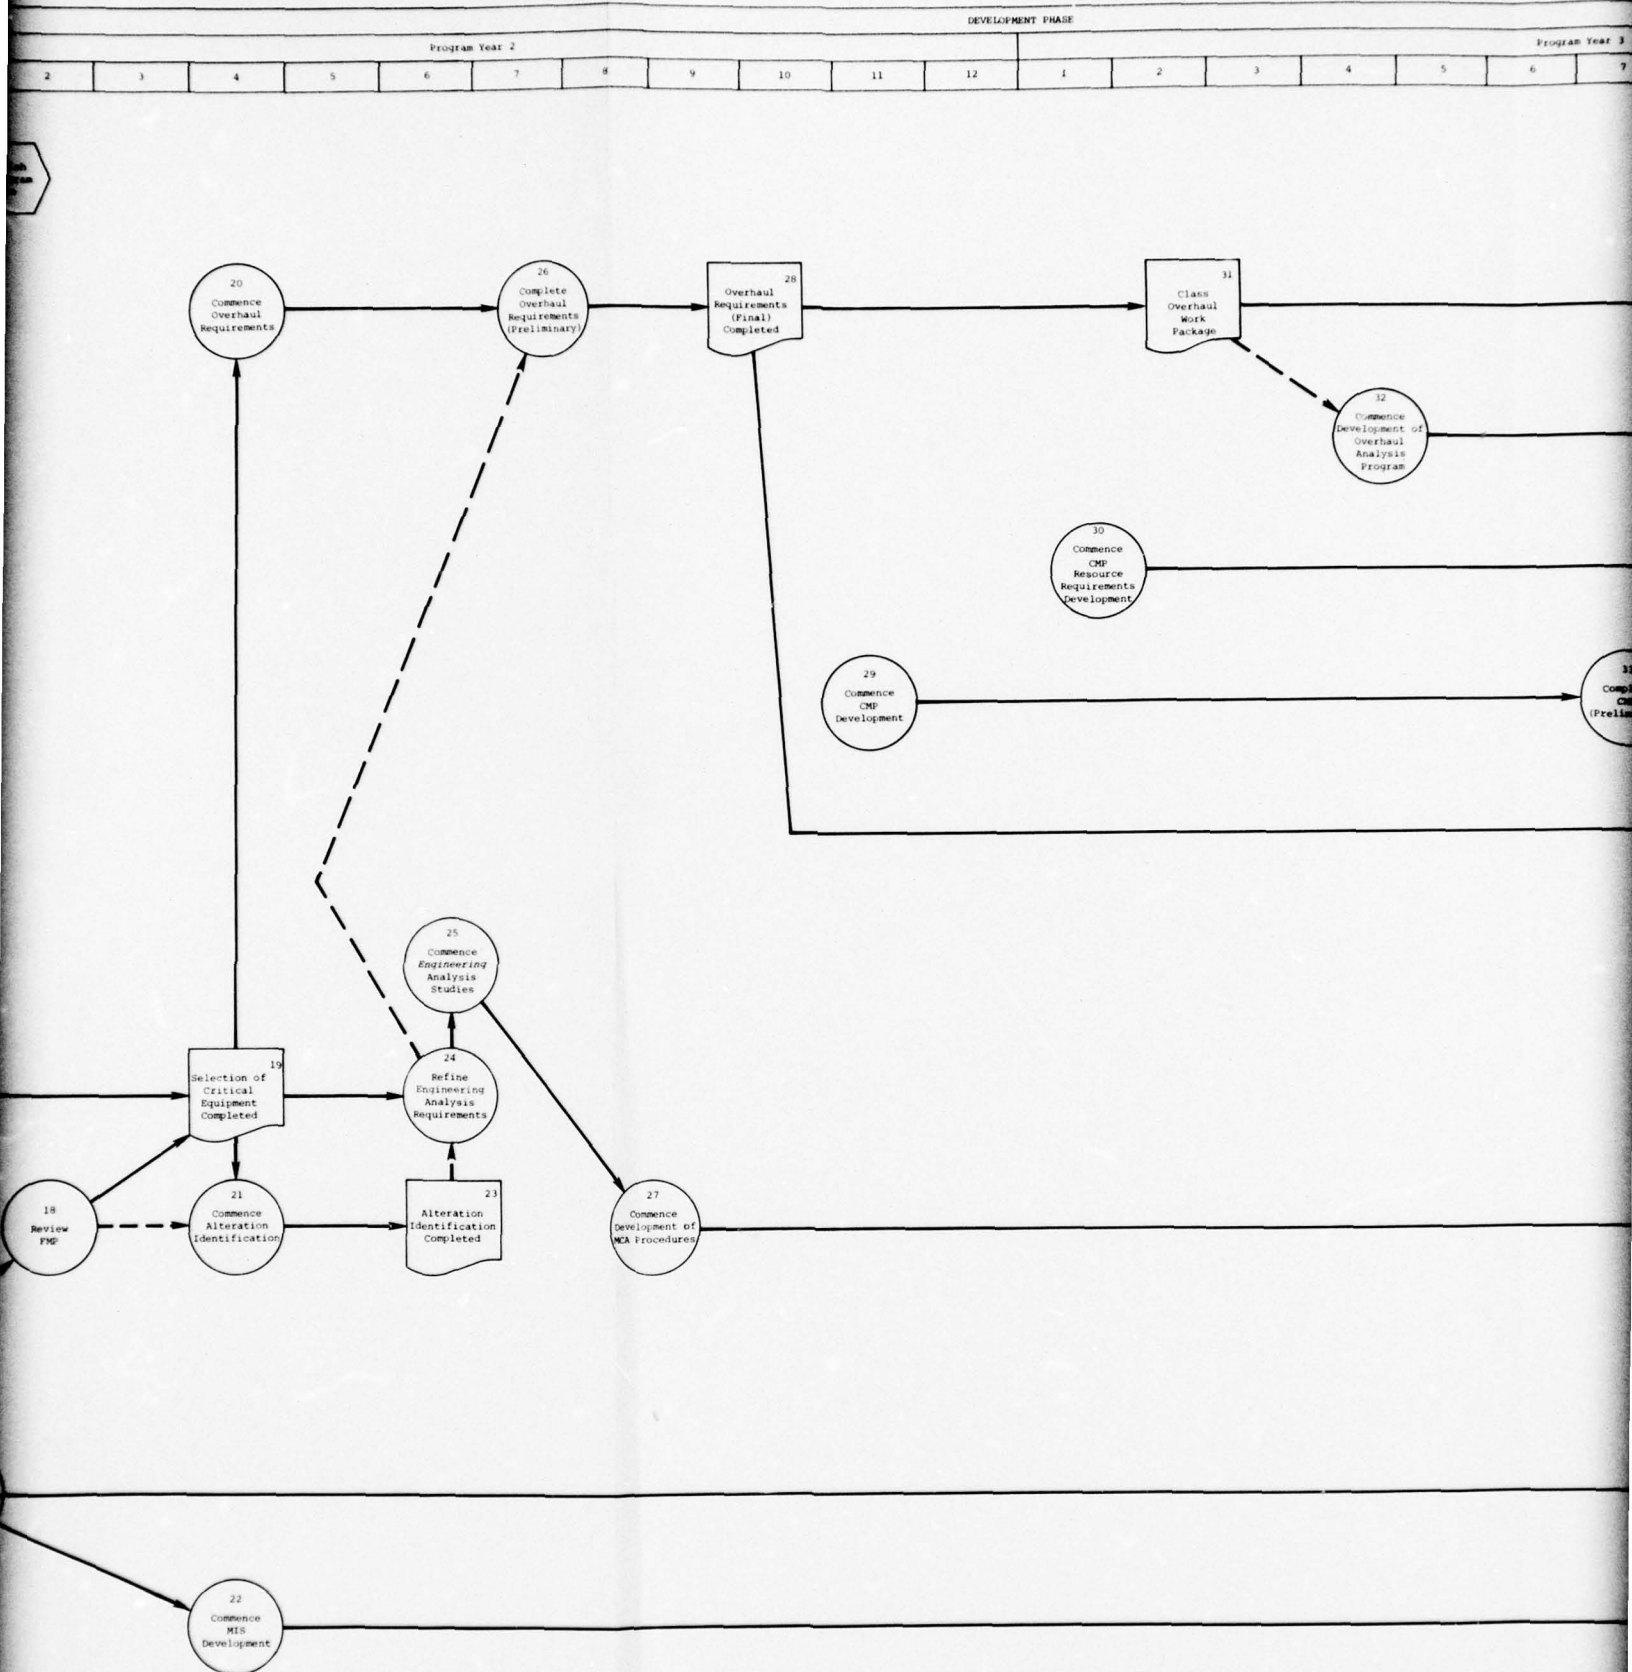 DEVELOPMENT PHASE
Program Year 2
Program Year 3
2 3 4 5 6 7 8 9 10 11 12 1 2 3 4 5 6 7
20
Commence
Overhaul
Requirements
26
Complete
Overhaul
Requirements
(Preliminary)
28
Overhaul
Requirements
(Final)
Completed
31
Class
Overhaul
Work
Package
32
Commence
Development of
Overhaul
Analysis
Program
30
Commence
CMP
Resource
Requirements
Development
29
Commence
CMP
Development
25
Commence
Engineering
Analysis
Studies
19
Selection of
Critical
Equipment
Completed
24
Refine
Engineering
Analysis
Requirements
18
Review
FMP
21
Commence
Alteration
Identification
23
Alteration
Identification
Completed
27
Commence
Development of
MCA Procedures
22
Commence
MIS
Development